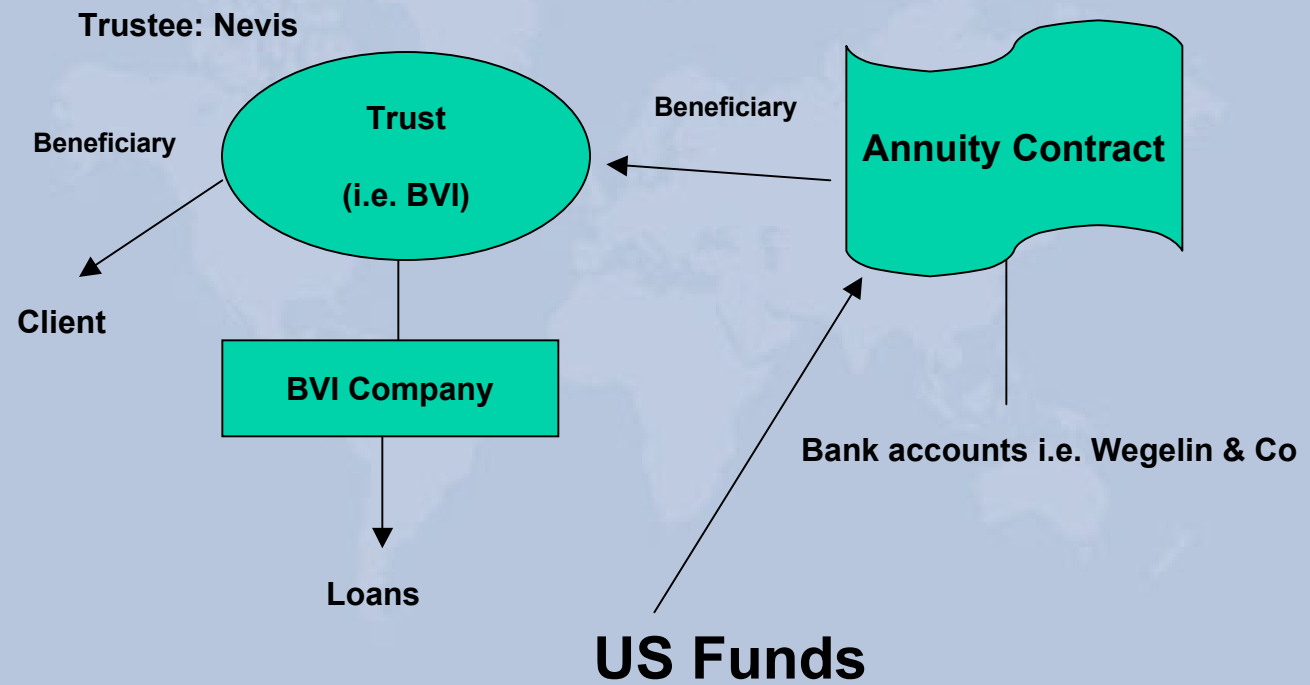 Trustee: Nevis
Beneficiary
Trust
(i.e. BVI)
Beneficiary
Annuity Contract
Client
BVI Company
Bank accounts i.e. Wegelin & Co
Loans
US Funds